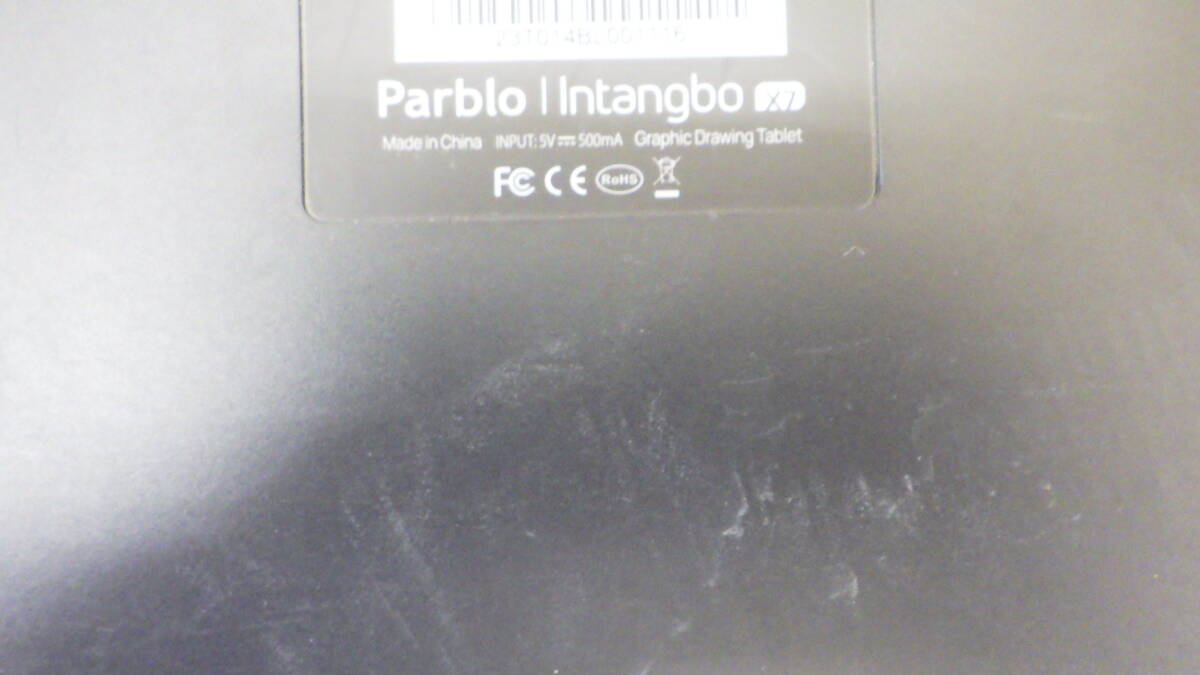 Parblo | Intangbo X7
Made in China INPUT: 5V⎓500mA Graphic Drawing Tablet
FC CE RoHS